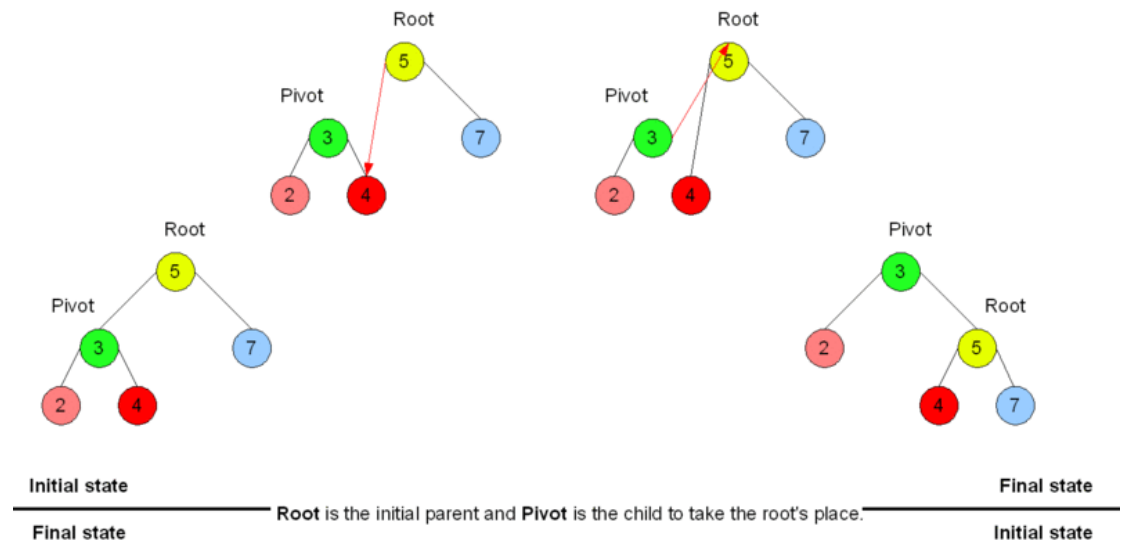 Root
5
Pivot
3
7
2
4
Root
5
Pivot
3
7
2
4
Root
5
Pivot
3
7
2
4
Pivot
3
Root
2
5
4
7
Initial state
Final state
Root is the initial parent and Pivot is the child to take the root's place.
Final state
Initial state